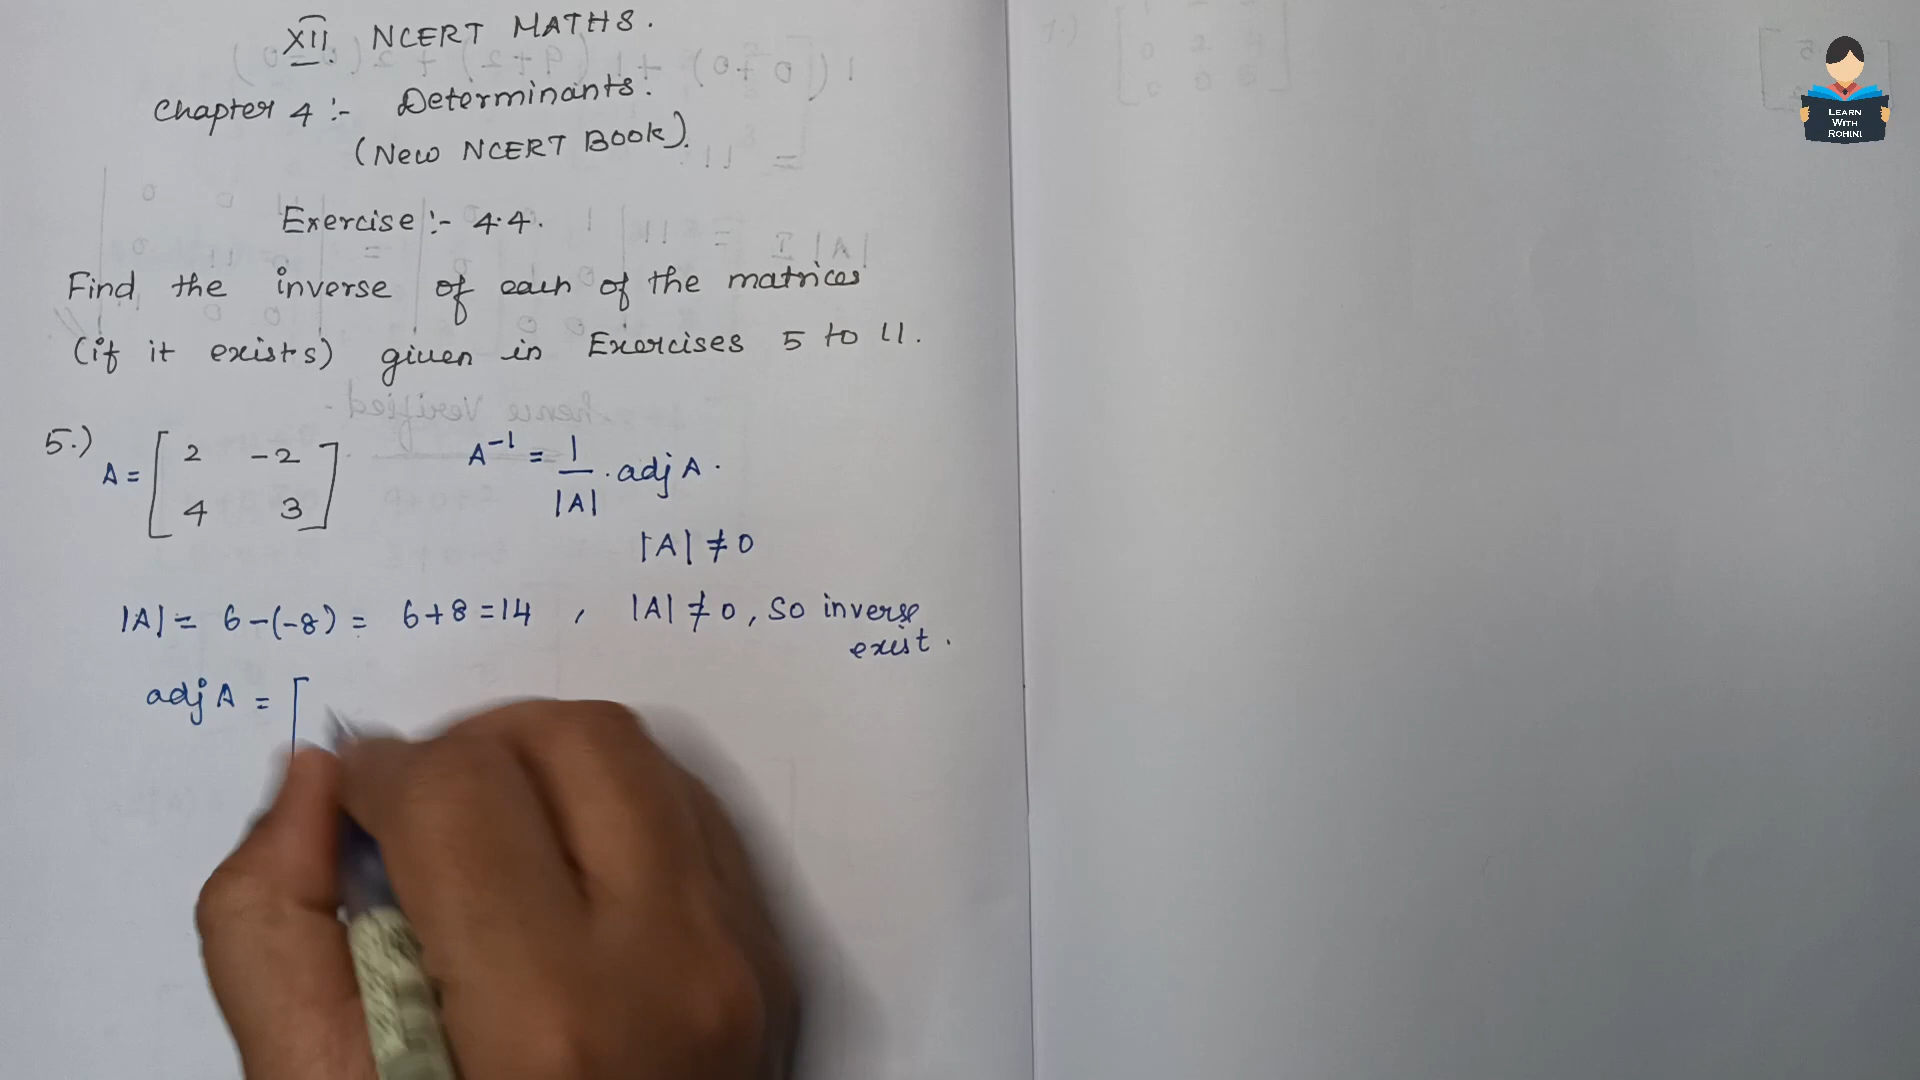 XII NCERT MATHS.
Chapter 4 :- Determinants.
(New NCERT Book).
Exercise :- 4.4.
Find the inverse of each of the matrices
(if it exists) given in Exercises 5 to 11.
5.) A = [ 2 -2
4 3 ]
A⁻¹ = 1/|A| . adj A.
|A| ≠ 0
|A| = 6-(-8) = 6+8 = 14 , |A| ≠ 0, So inverse
exist.
adj A = [
LEARN
WITH
ROHINI